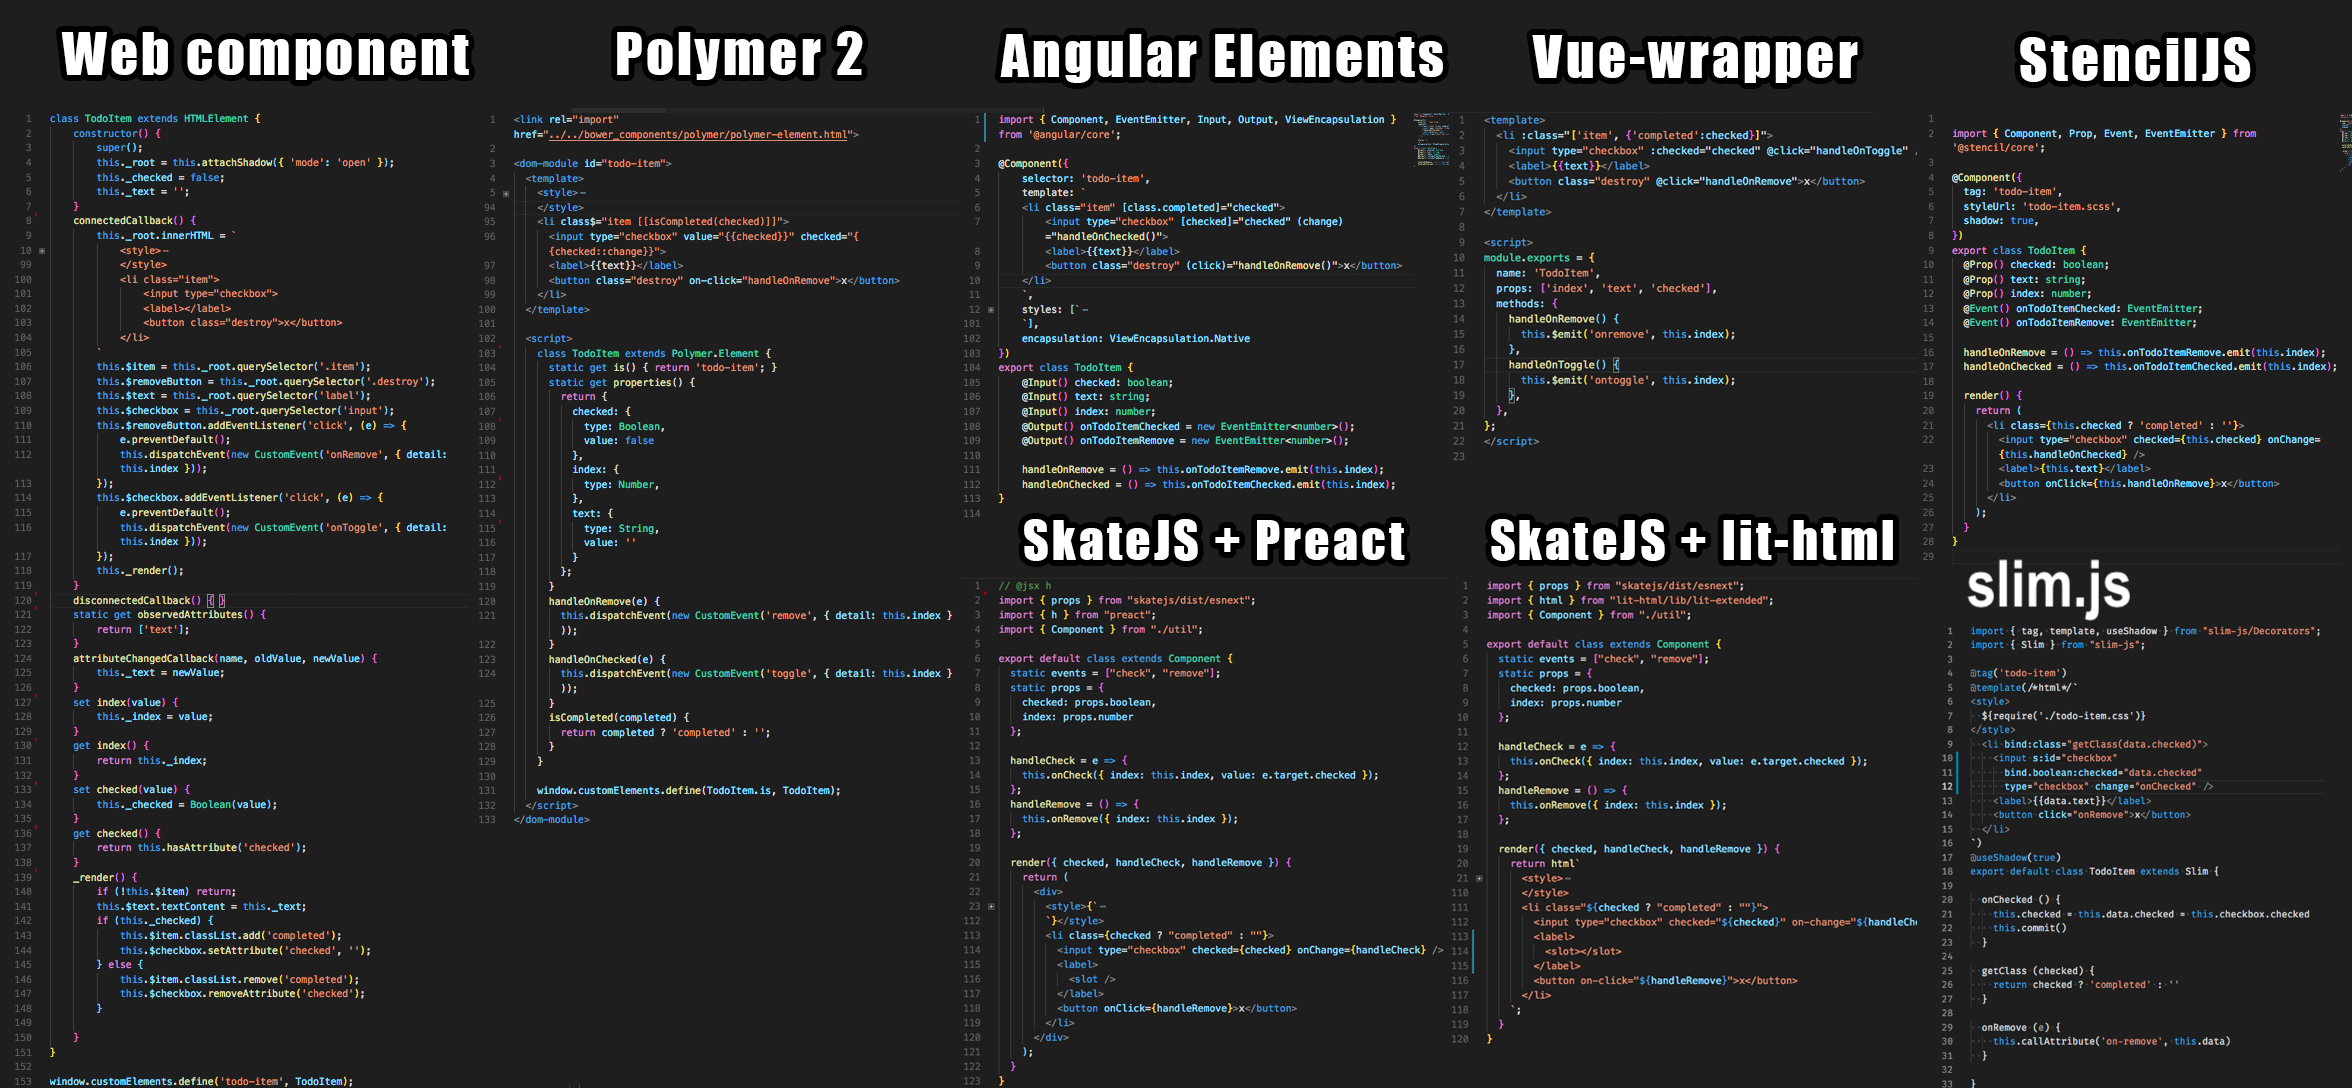 Web component
1 class TodoItem extends HTMLElement {
2 constructor() {
3 super();
4 this._root = this.attachShadow({ 'mode': 'open' });
5 this._checked = false;
6 this._text = '';
7 }
8 connectedCallback() {
9 this._root.innerHTML = `
10 <style>⋯
99 </style>
100 <li class="item">
101 <input type="checkbox">
102 <label></label>
103 <button class="destroy">x</button>
104 </li>
105 `
106 this.$item = this._root.querySelector('.item');
107 this.$removeButton = this._root.querySelector('.destroy');
108 this.$text = this._root.querySelector('label');
109 this.$checkbox = this._root.querySelector('input');
110 this.$removeButton.addEventListener('click', (e) => {
111 e.preventDefault();
112 this.dispatchEvent(new CustomEvent('onRemove', { detail:
this.index }));
113 });
114 this.$checkbox.addEventListener('click', (e) => {
115 e.preventDefault();
116 this.dispatchEvent(new CustomEvent('onToggle', { detail:
this.index }));
117 });
118 this._render();
119 }
120 disconnectedCallback() { }
121 static get observedAttributes() {
122 return ['text'];
123 }
124 attributeChangedCallback(name, oldValue, newValue) {
125 this._text = newValue;
126 }
127 set index(value) {
128 this._index = value;
129 }
130 get index() {
131 return this._index;
132 }
133 set checked(value) {
134 this._checked = Boolean(value);
135 }
136 get checked() {
137 return this.hasAttribute('checked');
138 }
139 _render() {
140 if (!this.$item) return;
141 this.$text.textContent = this._text;
142 if (this._checked) {
143 this.$item.classList.add('completed');
144 this.$checkbox.setAttribute('checked', '');
145 } else {
146 this.$item.classList.remove('completed');
147 this.$checkbox.removeAttribute('checked');
148 }
149
150 }
151 }
152
153 window.customElements.define('todo-item', TodoItem);
Polymer 2
1 <link rel="import"
href="../../bower_components/polymer/polymer-element.html">
2
3 <dom-module id="todo-item">
4 <template>
5 <style>⋯
94 </style>
95 <li class$="item [[isCompleted(checked)]]">
96 <input type="checkbox" value="{{checked}}" checked="{
{checked::change}}">
97 <label>{{text}}</label>
98 <button class="destroy" on-click="handleOnRemove">x</button>
99 </li>
100 </template>
101
102 <script>
103 class TodoItem extends Polymer.Element {
104 static get is() { return 'todo-item'; }
105 static get properties() {
106 return {
107 checked: {
108 type: Boolean,
109 value: false
110 },
111 index: {
112 type: Number,
113 },
114 text: {
115 type: String,
116 value: ''
117 }
118 };
119 }
120 handleOnRemove(e) {
121 this.dispatchEvent(new CustomEvent('remove', { detail: this.index }
));
122 }
123 handleOnChecked(e) {
124 this.dispatchEvent(new CustomEvent('toggle', { detail: this.index }
));
125 }
126 isCompleted(completed) {
127 return completed ? 'completed' : '';
128 }
129 }
130
131 window.customElements.define(TodoItem.is, TodoItem);
132 </script>
133 </dom-module>
Angular Elements
1 import { Component, EventEmitter, Input, Output, ViewEncapsulation }
from '@angular/core';
2
3 @Component({
4 selector: 'todo-item',
5 template: `
6 <li class="item" [class.completed]="checked">
7 <input type="checkbox" [checked]="checked" (change)
="handleOnChecked()">
8 <label>{{text}}</label>
9 <button class="destroy" (click)="handleOnRemove()">x</button>
10 </li>
11 `,
12 styles: [`⋯
101 `],
102 encapsulation: ViewEncapsulation.Native
103 })
104 export class TodoItem {
105 @Input() checked: boolean;
106 @Input() text: string;
107 @Input() index: number;
108 @Output() onTodoItemChecked = new EventEmitter<number>();
109 @Output() onTodoItemRemove = new EventEmitter<number>();
110
111 handleOnRemove = () => this.onTodoItemRemove.emit(this.index);
112 handleOnChecked = () => this.onTodoItemChecked.emit(this.index);
113 }
114
Vue-wrapper
1 <template>
2 <li :class="['item', {'completed':checked}]">
3 <input type="checkbox" :checked="checked" @click="handleOnToggle"
4 <label>{{text}}</label>
5 <button class="destroy" @click="handleOnRemove">x</button>
6 </li>
7 </template>
8
9 <script>
10 module.exports = {
11 name: 'TodoItem',
12 props: ['index', 'text', 'checked'],
13 methods: {
14 handleOnRemove() {
15 this.$emit('onremove', this.index);
16 },
17 handleOnToggle() {
18 this.$emit('ontoggle', this.index);
19 },
20 },
21 };
22 </script>
23
StencilJS
1
2 import { Component, Prop, Event, EventEmitter } from
'@stencil/core';
3
4 @Component({
5 tag: 'todo-item',
6 styleUrl: 'todo-item.scss',
7 shadow: true,
8 })
9 export class TodoItem {
10 @Prop() checked: boolean;
11 @Prop() text: string;
12 @Prop() index: number;
13 @Event() onTodoItemChecked: EventEmitter;
14 @Event() onTodoItemRemove: EventEmitter;
15
16 handleOnRemove = () => this.onTodoItemRemove.emit(this.index);
17 handleOnChecked = () => this.onTodoItemChecked.emit(this.index);
18
19 render() {
20 return (
21 <li class={this.checked ? 'completed' : ''}>
22 <input type="checkbox" checked={this.checked} onChange=
{this.handleOnChecked} />
23 <label>{this.text}</label>
24 <button onClick={this.handleOnRemove}>x</button>
25 </li>
26 );
27 }
28 }
29
SkateJS + Preact
1 // @jsx h
2 import { props } from "skatejs/dist/esnext";
3 import { h } from "preact";
4 import { Component } from "./util";
5
6 export default class extends Component {
7 static events = ["check", "remove"];
8 static props = {
9 checked: props.boolean,
10 index: props.number
11 };
12
13 handleCheck = e => {
14 this.onCheck({ index: this.index, value: e.target.checked });
15 };
16 handleRemove = () => {
17 this.onRemove({ index: this.index });
18 };
19
20 render({ checked, handleCheck, handleRemove }) {
21 return (
22 <div>
23 <style>{`⋯
112 `}</style>
113 <li class={checked ? "completed" : ""}>
114 <input type="checkbox" checked={checked} onChange={handleCheck} />
115 <label>
116 <slot />
117 </label>
118 <button onClick={handleRemove}>x</button>
119 </li>
120 </div>
121 );
122 }
123 }
SkateJS + lit-html
1 import { props } from "skatejs/dist/esnext";
2 import { html } from "lit-html/lib/lit-extended";
3 import { Component } from "./util";
4
5 export default class extends Component {
6 static events = ["check", "remove"];
7 static props = {
8 checked: props.boolean,
9 index: props.number
10 };
11
12 handleCheck = e => {
13 this.onCheck({ index: this.index, value: e.target.checked });
14 };
15 handleRemove = () => {
16 this.onRemove({ index: this.index });
17 };
18
19 render({ checked, handleCheck, handleRemove }) {
20 return html`
21 <style>⋯
110 </style>
111 <li class="${checked ? "completed" : ""}">
112 <input type="checkbox" checked="${checked}" on-change="${handleCh
113 <label>
114 <slot></slot>
115 </label>
116 <button on-click="${handleRemove}">x</button>
117 </li>
118 `;
119 }
120 }
slim.js
1 import { tag, template, useShadow } from "slim-js/Decorators";
2 import { Slim } from "slim-js";
3
4 @tag('todo-item')
5 @template(/*html*/`
6 <style>
7 ${require('./todo-item.css')}
8 </style>
9 <li bind:class="getClass(data.checked)">
10 <input s:id="checkbox"
11 bind.boolean:checked="data.checked"
12 type="checkbox" change="onChecked" />
13 <label>{{data.text}}</label>
14 <button click="onRemove">x</button>
15 </li>
16 `)
17 @useShadow(true)
18 export default class TodoItem extends Slim {
19
20 onChecked () {
21 this.checked = this.data.checked = this.checkbox.checked
22 this.commit()
23 }
24
25 getClass (checked) {
26 return checked ? 'completed' : ''
27 }
28
29 onRemove (e) {
30 this.callAttribute('on-remove', this.data)
31 }
32
33 }